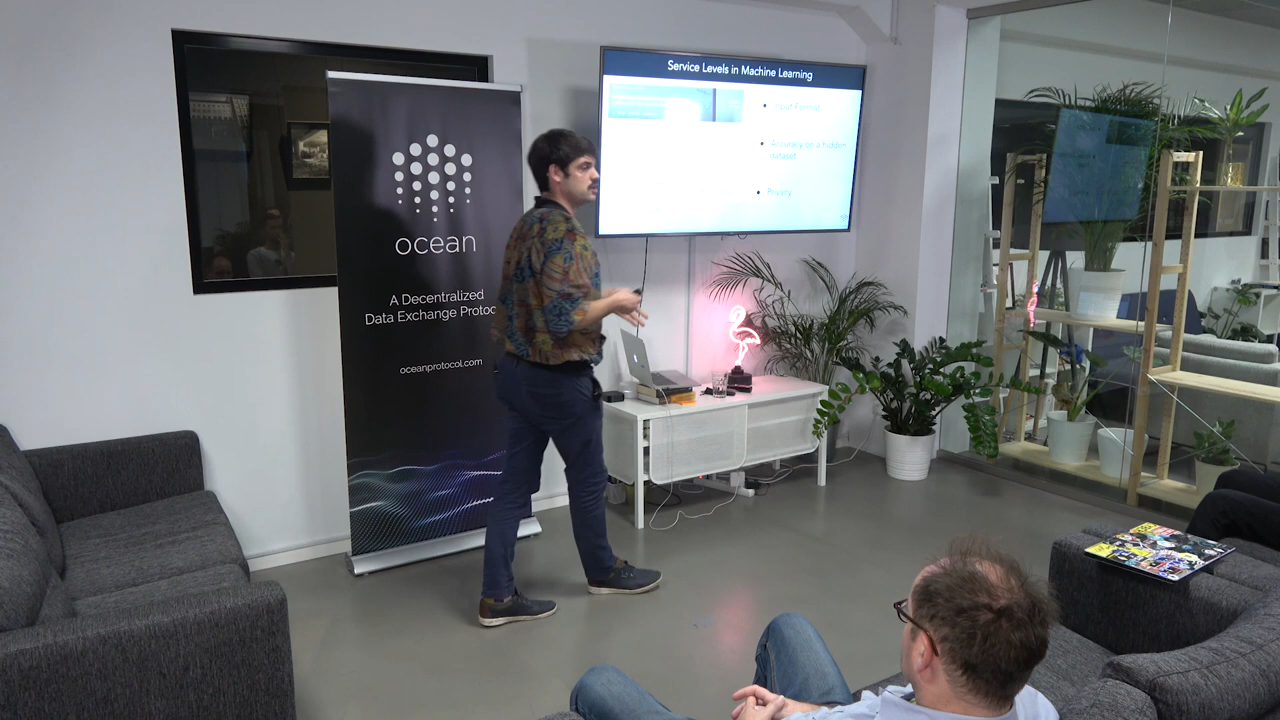 ocean
A Decentralized
Data Exchange Protoc
oceanprotocol.com
Service Levels in Machine Learning
Input Format
Accuracy on a hidden
dataset
Privacy